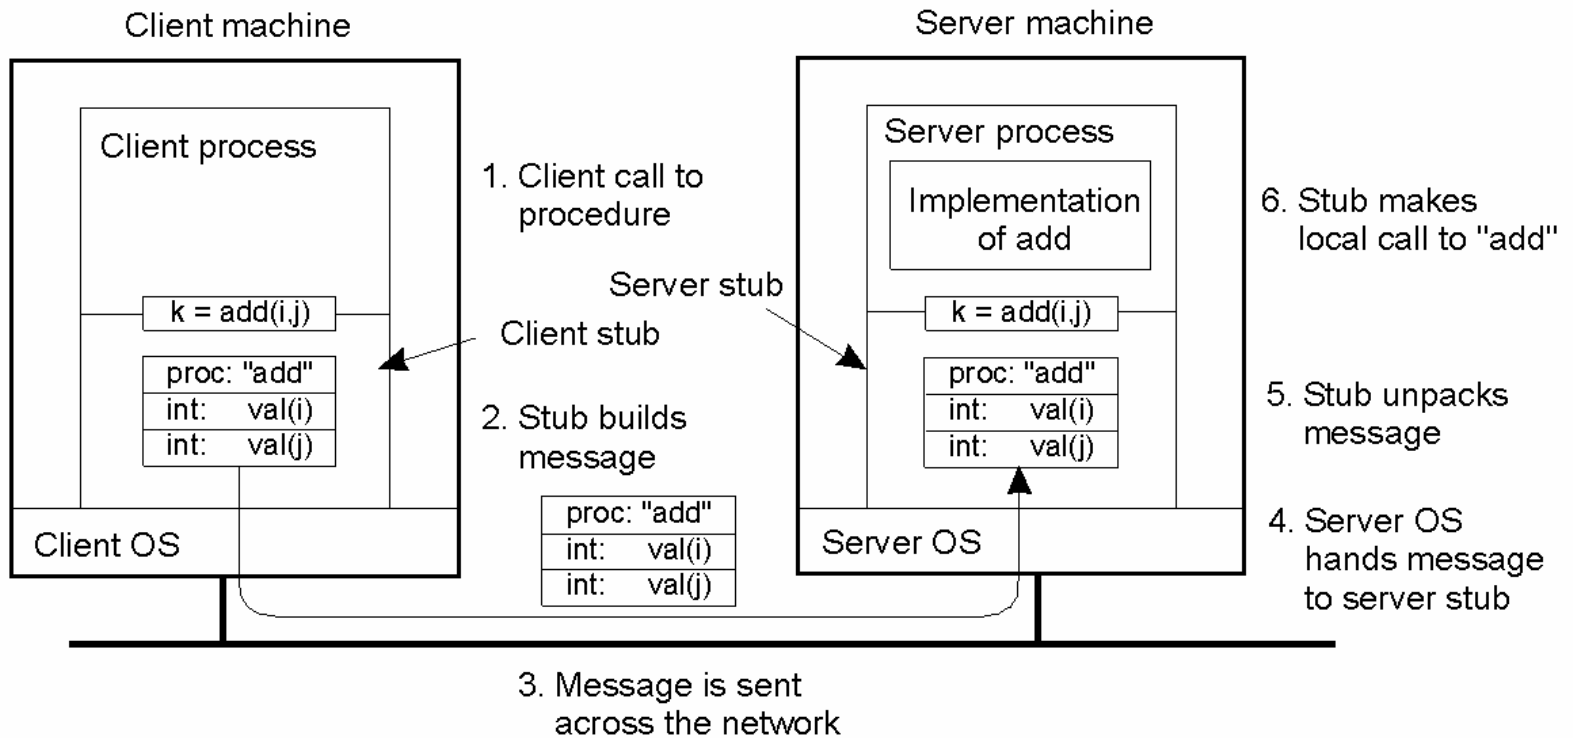 Client machine
Server machine
Client process
1. Client call to
procedure
k = add(i,j)
Client stub
proc: "add"
int: val(i)
int: val(j)
2. Stub builds
message
proc: "add"
int: val(i)
int: val(j)
Client OS
3. Message is sent
across the network
Server process
Implementation
of add
Server stub
k = add(i,j)
proc: "add"
int: val(i)
int: val(j)
Server OS
6. Stub makes
local call to "add"
5. Stub unpacks
message
4. Server OS
hands message
to server stub